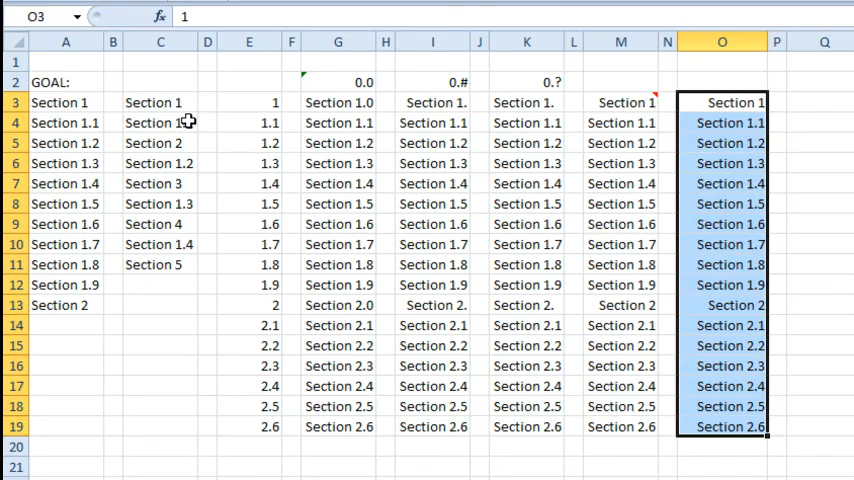 O3 fx 1
A B C D E F G H I J K L M N O P Q
1
2 GOAL: 0.0 0.# 0.?
3 Section 1 Section 1 1 Section 1.0 Section 1. Section 1. Section 1 Section 1
4 Section 1.1 Section 1 1.1 Section 1.1 Section 1.1 Section 1.1 Section 1.1 Section 1.1
5 Section 1.2 Section 2 1.2 Section 1.2 Section 1.2 Section 1.2 Section 1.2 Section 1.2
6 Section 1.3 Section 1.2 1.3 Section 1.3 Section 1.3 Section 1.3 Section 1.3 Section 1.3
7 Section 1.4 Section 3 1.4 Section 1.4 Section 1.4 Section 1.4 Section 1.4 Section 1.4
8 Section 1.5 Section 1.3 1.5 Section 1.5 Section 1.5 Section 1.5 Section 1.5 Section 1.5
9 Section 1.6 Section 4 1.6 Section 1.6 Section 1.6 Section 1.6 Section 1.6 Section 1.6
10 Section 1.7 Section 1.4 1.7 Section 1.7 Section 1.7 Section 1.7 Section 1.7 Section 1.7
11 Section 1.8 Section 5 1.8 Section 1.8 Section 1.8 Section 1.8 Section 1.8 Section 1.8
12 Section 1.9 1.9 Section 1.9 Section 1.9 Section 1.9 Section 1.9 Section 1.9
13 Section 2 2 Section 2.0 Section 2. Section 2. Section 2 Section 2
14 2.1 Section 2.1 Section 2.1 Section 2.1 Section 2.1 Section 2.1
15 2.2 Section 2.2 Section 2.2 Section 2.2 Section 2.2 Section 2.2
16 2.3 Section 2.3 Section 2.3 Section 2.3 Section 2.3 Section 2.3
17 2.4 Section 2.4 Section 2.4 Section 2.4 Section 2.4 Section 2.4
18 2.5 Section 2.5 Section 2.5 Section 2.5 Section 2.5 Section 2.5
19 2.6 Section 2.6 Section 2.6 Section 2.6 Section 2.6 Section 2.6
20
21